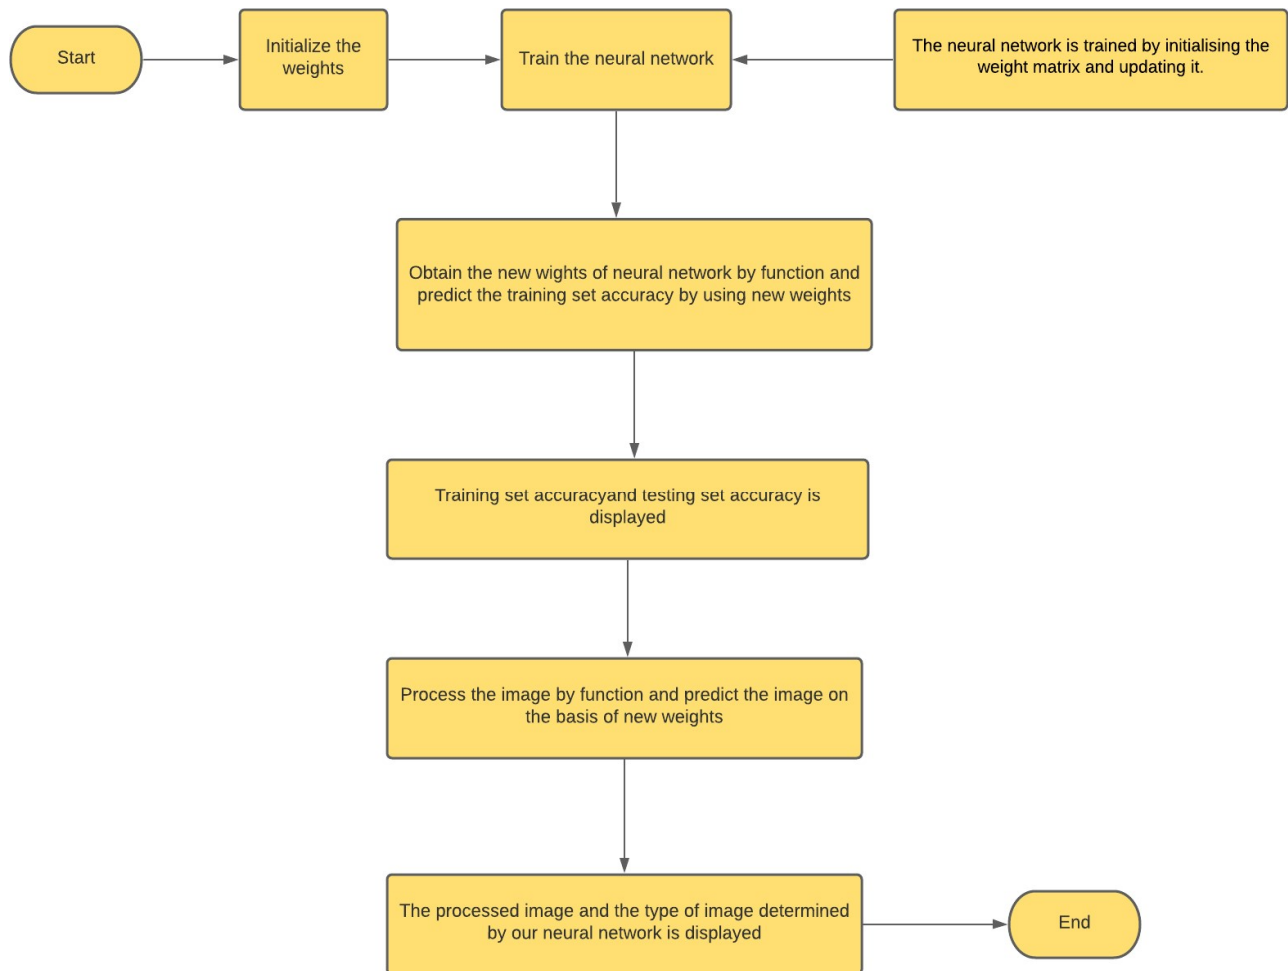 Start
Initialize the
weights
Train the neural network
The neural network is trained by initialising the
weight matrix and updating it.
Obtain the new wights of neural network by function and
predict the training set accuracy by using new weights
Training set accuracyand testing set accuracy is
displayed
Process the image by function and predict the image on
the basis of new weights
The processed image and the type of image determined
by our neural network is displayed
End